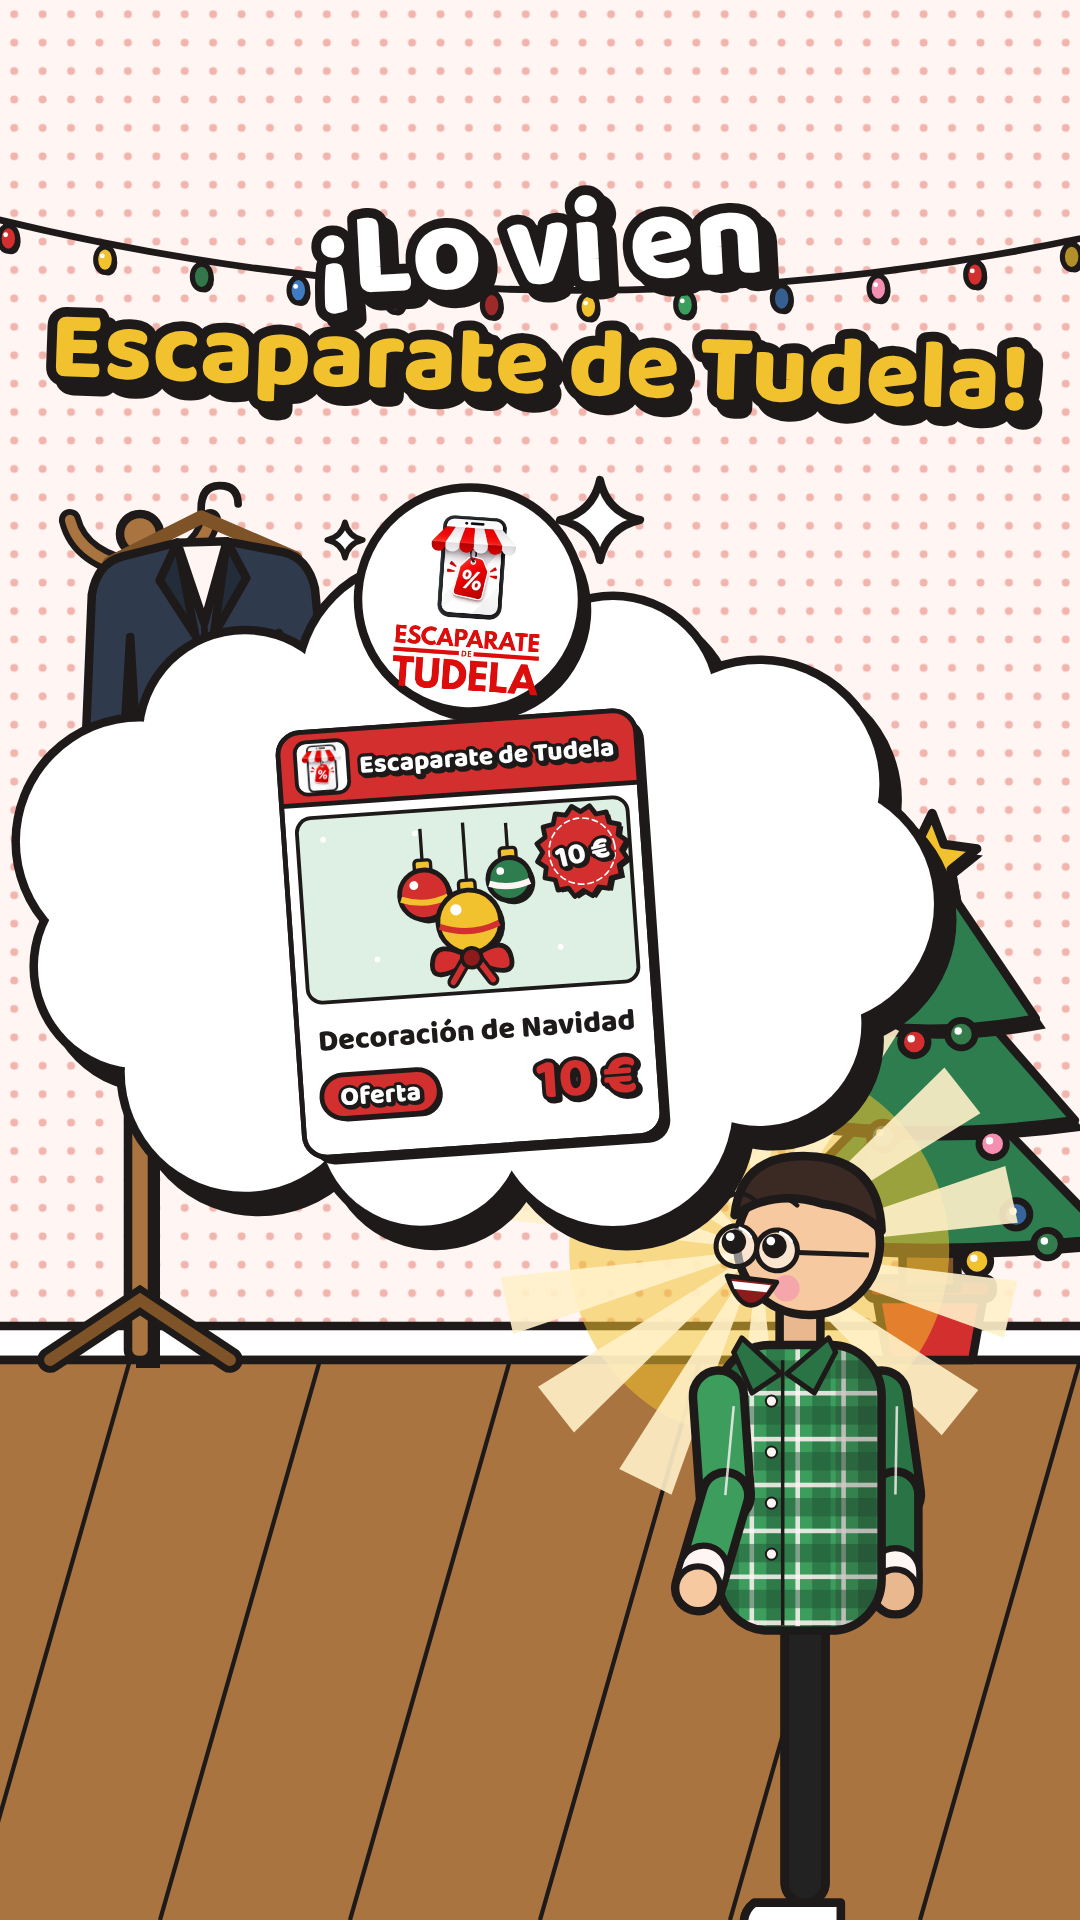 ¡Lo vi en
Escaparate de Tudela!
%
ESCAPARATE
DE
TUDELA
%
Escaparate de Tudela
10 €
Decoración de Navidad
Oferta
10 €